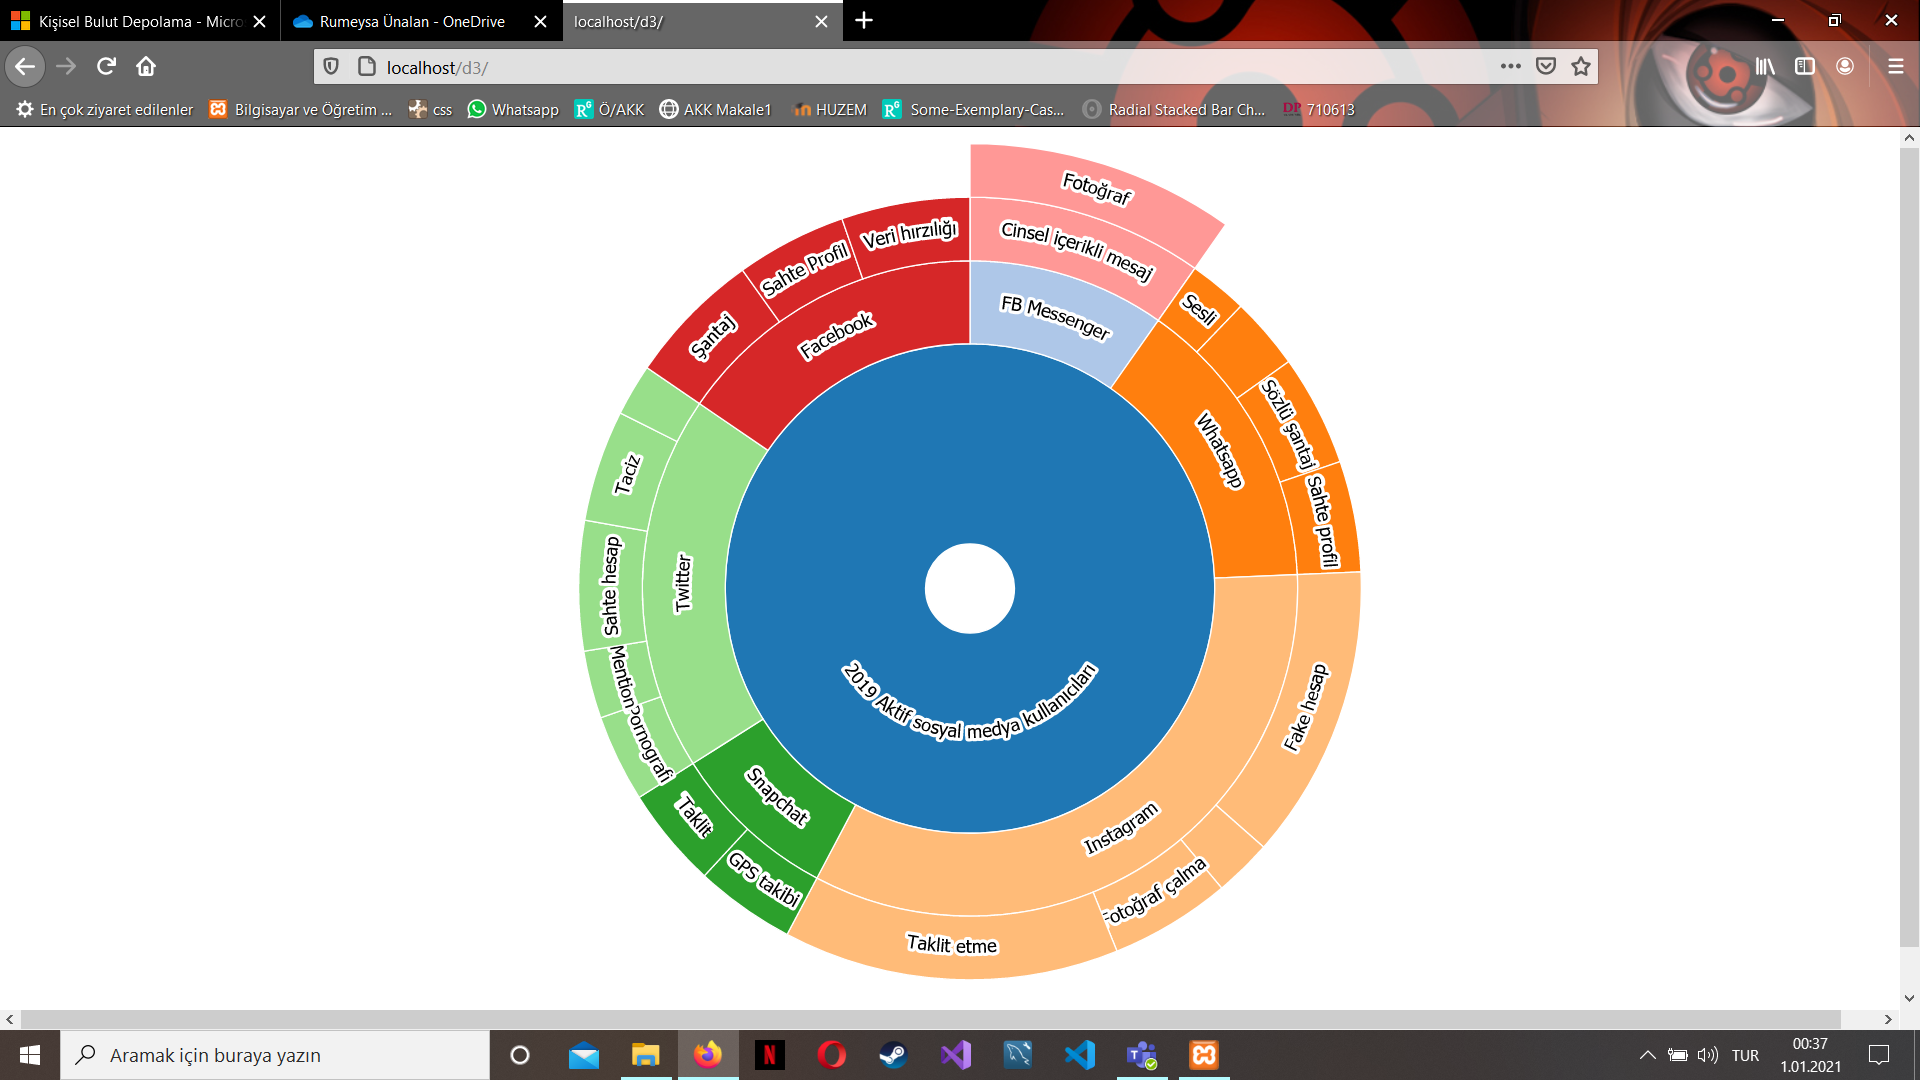 Kişisel Bulut Depolama - Micro
Rumeysa Ünalan - OneDrive
localhost/d3/
localhost/d3/
En çok ziyaret edilenler
Bilgisayar ve Öğretim ...
css
Whatsapp
Ö/AKK
AKK Makale1
HUZEM
Some-Exemplary-Cas...
Radial Stacked Bar Ch...
DP 710613
Fotoğraf
Cinsel içerikli mesaj
FB Messenger
Sesli
Whatsapp
Sözlü şantaj
Sahte profil
Fake hesap
Instagram
Fotoğraf çalma
Taklit etme
GPS takibi
Taklit
Snapchat
Pornografi
Mention
Sahte hesap
Taciz
Twitter
Şantaj
Sahte Profil
Veri hırzılığı
Facebook
2019 Aktif sosyal medya kullanıcıları
Aramak için buraya yazın
TUR
00:37
1.01.2021